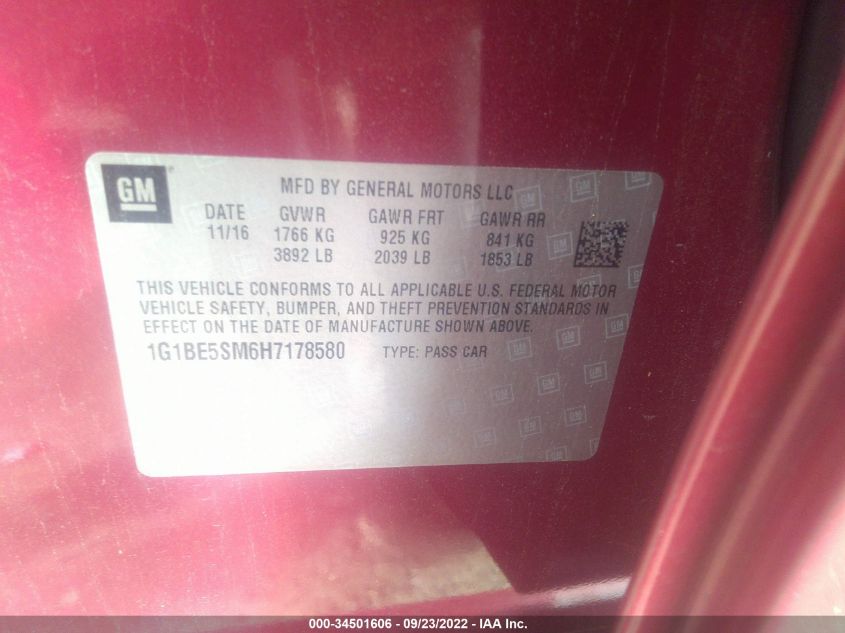 GM
MFD BY GENERAL MOTORS LLC
DATE GVWR GAWR FRT GAWR RR
11/16 1766 KG 925 KG 841 KG
3892 LB 2039 LB 1853 LB
THIS VEHICLE CONFORMS TO ALL APPLICABLE U.S. FEDERAL MOTOR
VEHICLE SAFETY, BUMPER, AND THEFT PREVENTION STANDARDS IN
EFFECT ON THE DATE OF MANUFACTURE SHOWN ABOVE.
1G1BE5SM6H7178580 TYPE: PASS CAR
000-34501606 - 09/23/2022 - IAA Inc.